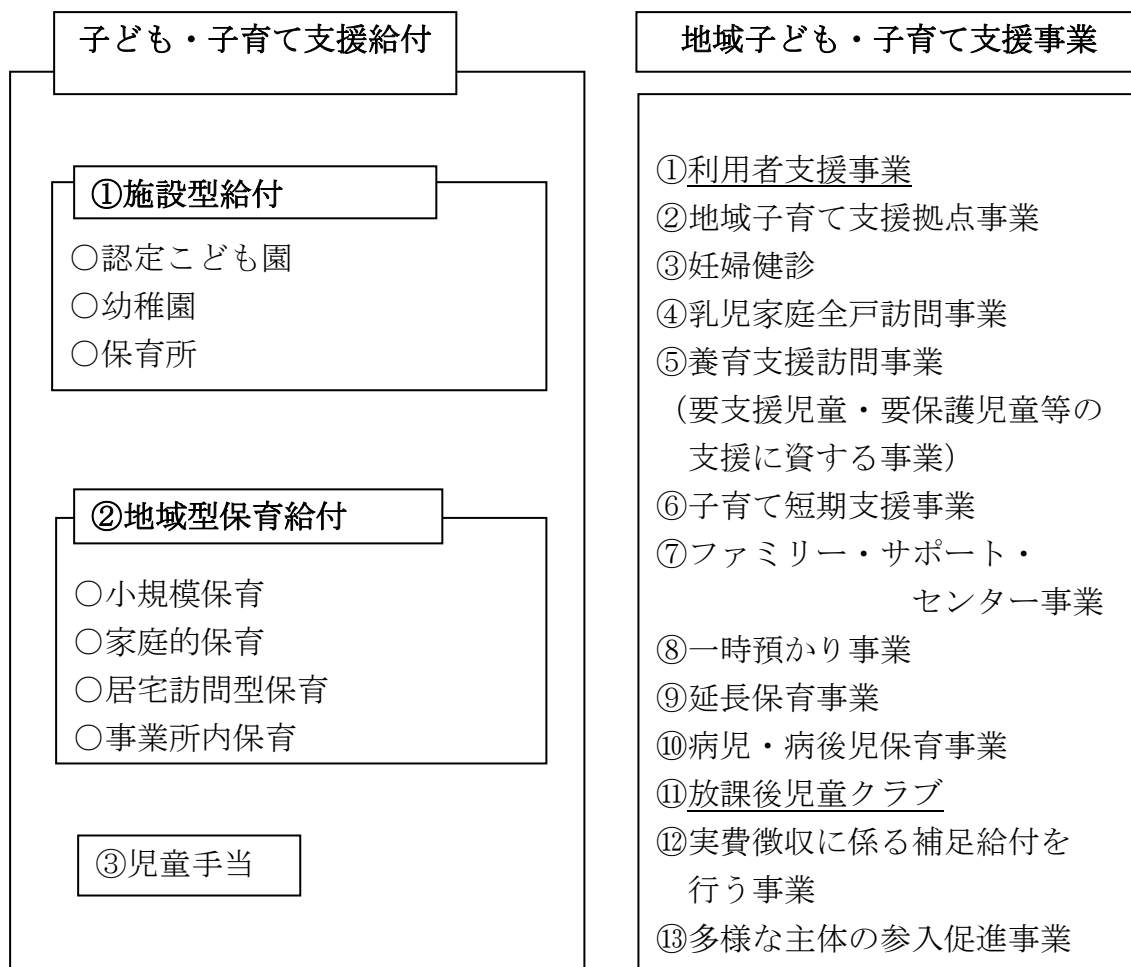 子ども・子育て支援給付
①施設型給付
〇認定こども園
〇幼稚園
〇保育所
②地域型保育給付
〇小規模保育
〇家庭的保育
〇居宅訪問型保育
〇事業所内保育
③児童手当
地域子ども・子育て支援事業
①利用者支援事業
②地域子育て支援拠点事業
③妊婦健診
④乳児家庭全戸訪問事業
⑤養育支援訪問事業
（要支援児童・要保護児童等の
支援に資する事業）
⑥子育て短期支援事業
⑦ファミリー・サポート・
センター事業
⑧一時預かり事業
⑨延長保育事業
⑩病児・病後児保育事業
⑪放課後児童クラブ
⑫実費徴収に係る補足給付を
行う事業
⑬多様な主体の参入促進事業